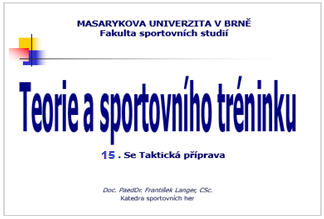 MASARYKOVA UNIVERZITA V BRNĚ
Fakulta sportovních studií
Teorie a sportovního tréninku
15 . Se Taktická příprava
Doc. PaedDr. František Langer, CSc.
Katedra sportovních her